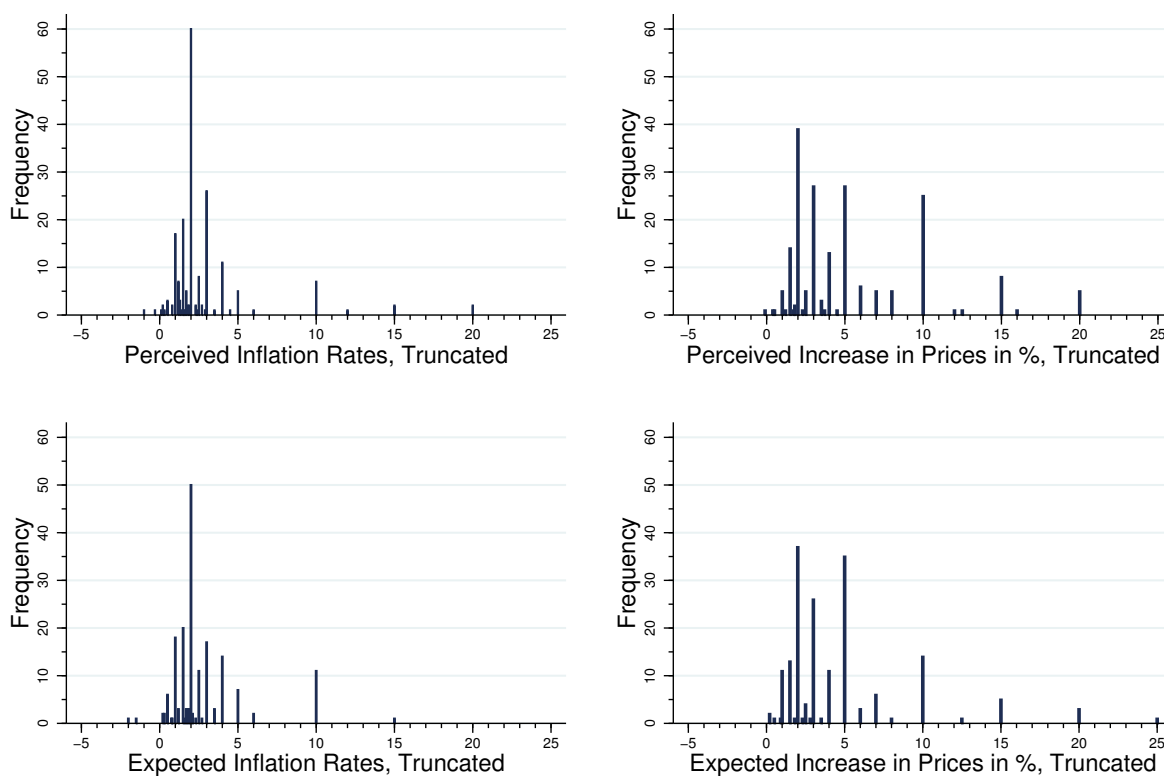 Frequency
0 10 20 30 40 50 60
−5 0 5 10 15 20 25
Perceived Inflation Rates, Truncated
Frequency
0 10 20 30 40 50 60
−5 0 5 10 15 20 25
Perceived Increase in Prices in %, Truncated
Frequency
0 10 20 30 40 50 60
−5 0 5 10 15 20 25
Expected Inflation Rates, Truncated
Frequency
0 10 20 30 40 50 60
−5 0 5 10 15 20 25
Expected Increase in Prices in %, Truncated